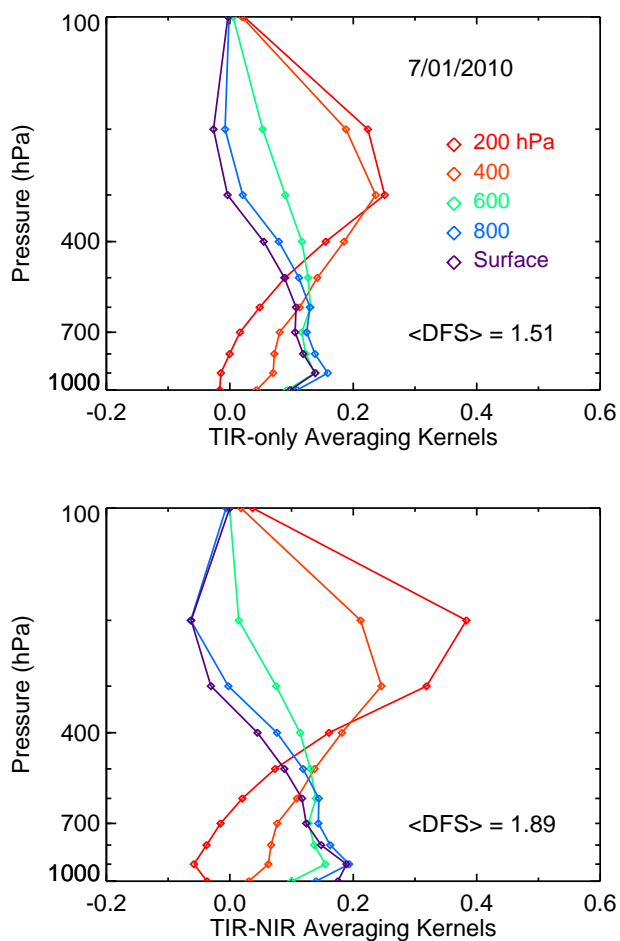 100
7/01/2010
200 hPa
400
600
800
Surface
Pressure (hPa)
400
700
1000
<DFS> = 1.51
-0.2 0.0 0.2 0.4 0.6
TIR-only Averaging Kernels
100
Pressure (hPa)
400
700
1000
<DFS> = 1.89
-0.2 0.0 0.2 0.4 0.6
TIR-NIR Averaging Kernels